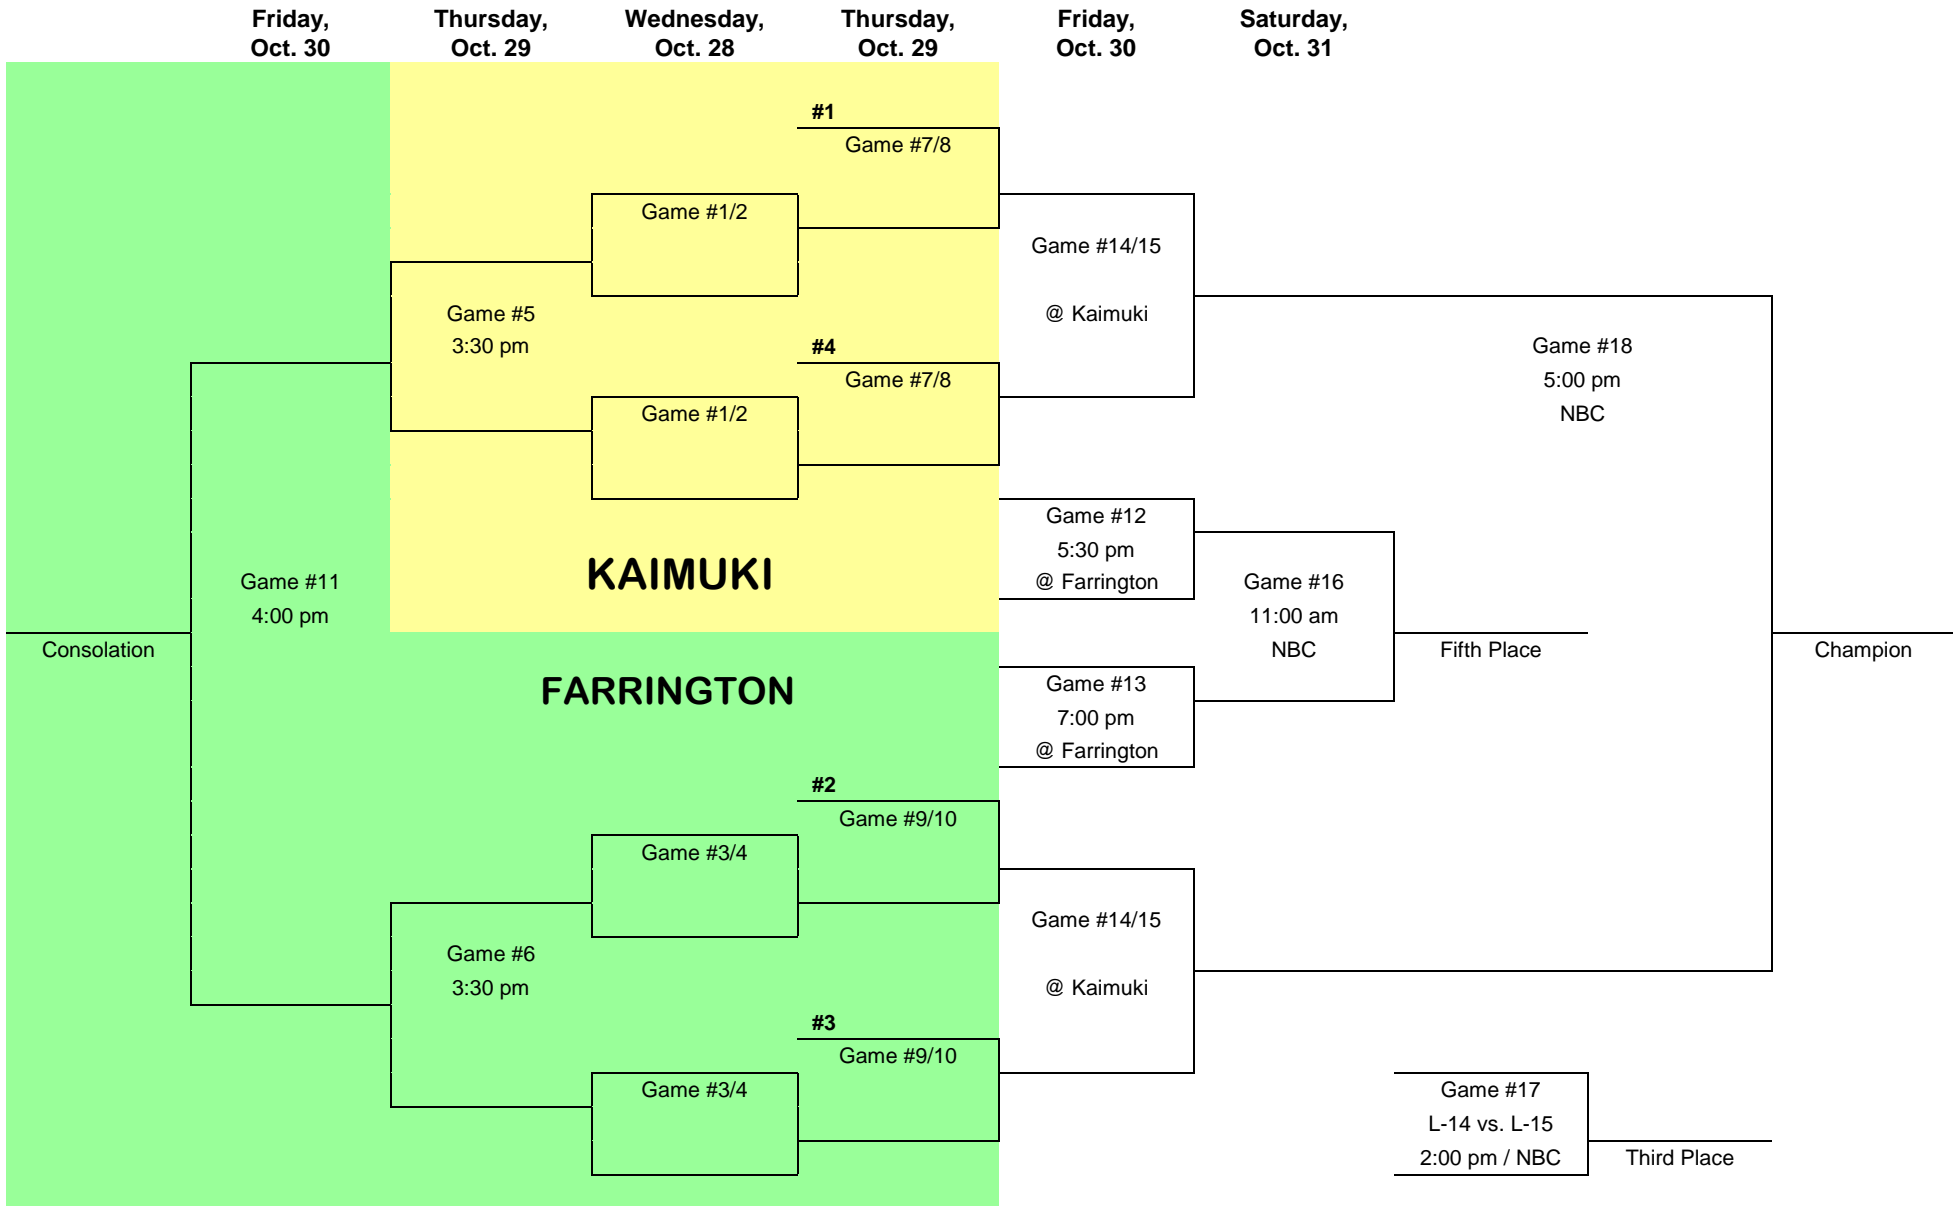 Friday,
Oct. 30
Thursday,
Oct. 29
Wednesday,
Oct. 28
Thursday,
Oct. 29
Friday,
Oct. 30
Saturday,
Oct. 31
#1
Game #7/8
Game #1/2
Game #14/15
@ Kaimuki
Game #5
3:30 pm
#4
Game #7/8
Game #18
5:00 pm
NBC
Game #1/2
Game #12
5:30 pm
@ Farrington
KAIMUKI
Game #11
4:00 pm
Game #16
11:00 am
NBC
Consolation
Fifth Place
Champion
FARRINGTON
Game #13
7:00 pm
@ Farrington
#2
Game #9/10
Game #3/4
Game #14/15
@ Kaimuki
Game #6
3:30 pm
#3
Game #9/10
Game #3/4
Game #17
L-14 vs. L-15
2:00 pm / NBC
Third Place